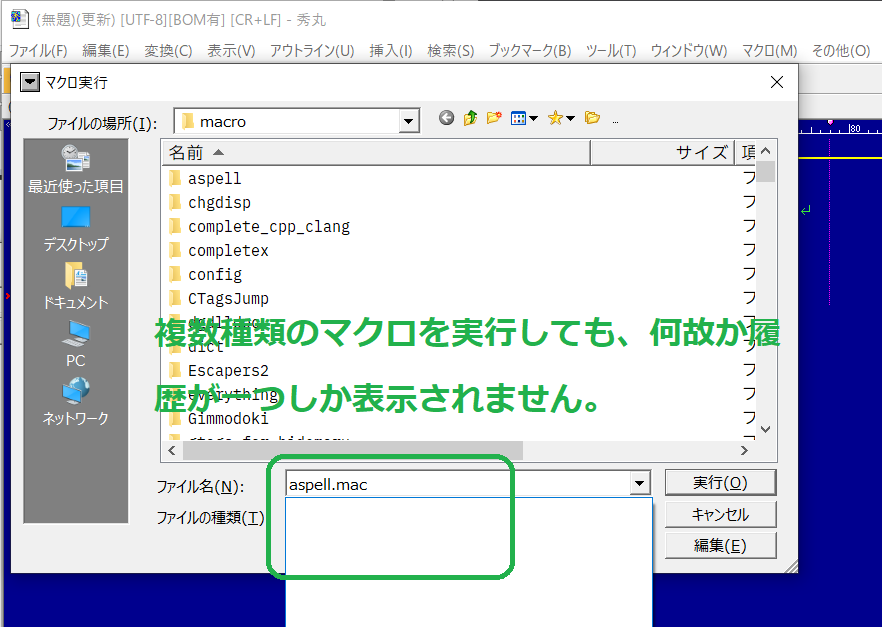 (無題)(更新) [UTF-8][BOM有] [CR+LF] - 秀丸
ファイル(F) 編集(E) 変換(C) 表示(V) アウトライン(U) 挿入(I) 検索(S) ブックマーク(B) ツール(T) ウィンドウ(W) マクロ(M) その他(O)
マクロ実行
ファイルの場所(I): macro
80
名前 サイズ 項
最近使った項目
デスクトップ
ドキュメント
PC
ネットワーク
aspell フ
chgdisp フ
complete_cpp_clang フ
completex フ
config フ
CTagsJump フ
複数種類のマクロを実行しても、何故か履
dict フ
Escapers2 フ
歴が一つしか表示されません。
everything フ
Gimmodoki フ
ファイル名(N): aspell.mac 実行(O)
ファイルの種類(T) キャンセル
編集(E)